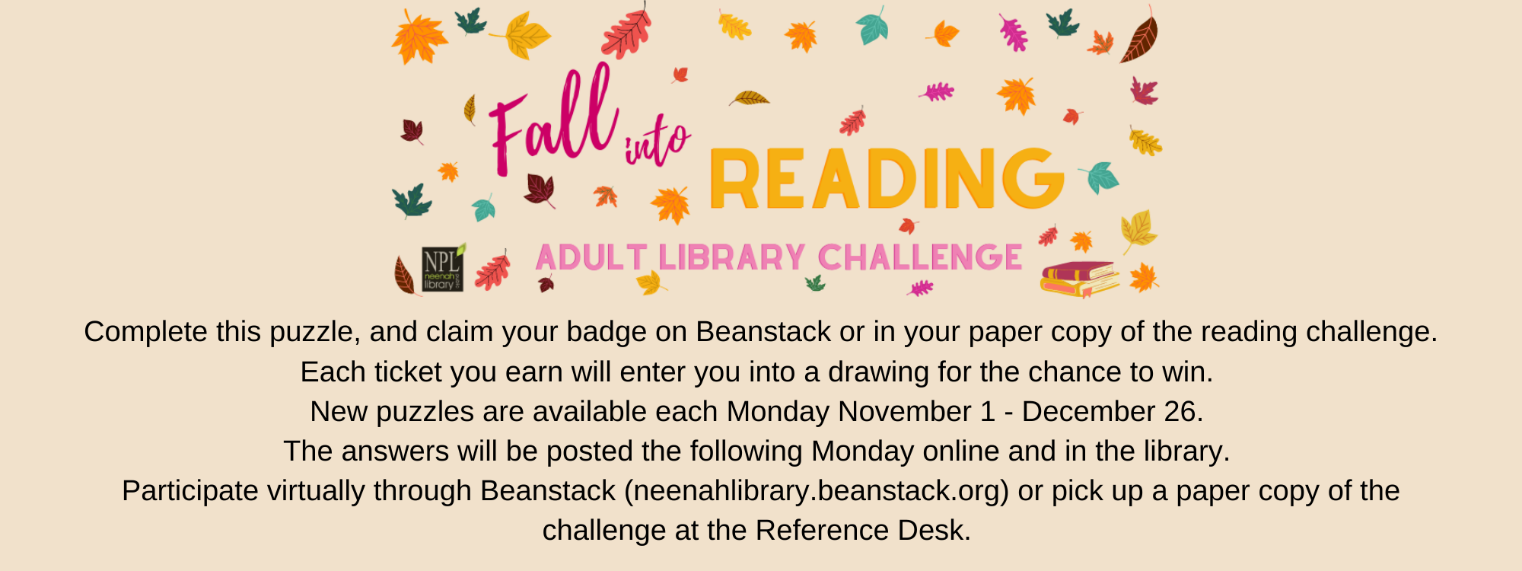 Fall into
READING
ADULT LIBRARY CHALLENGE
NPL
neenah
library
Complete this puzzle, and claim your badge on Beanstack or in your paper copy of the reading challenge.
Each ticket you earn will enter you into a drawing for the chance to win.
New puzzles are available each Monday November 1 - December 26.
The answers will be posted the following Monday online and in the library.
Participate virtually through Beanstack (neenahlibrary.beanstack.org) or pick up a paper copy of the
challenge at the Reference Desk.